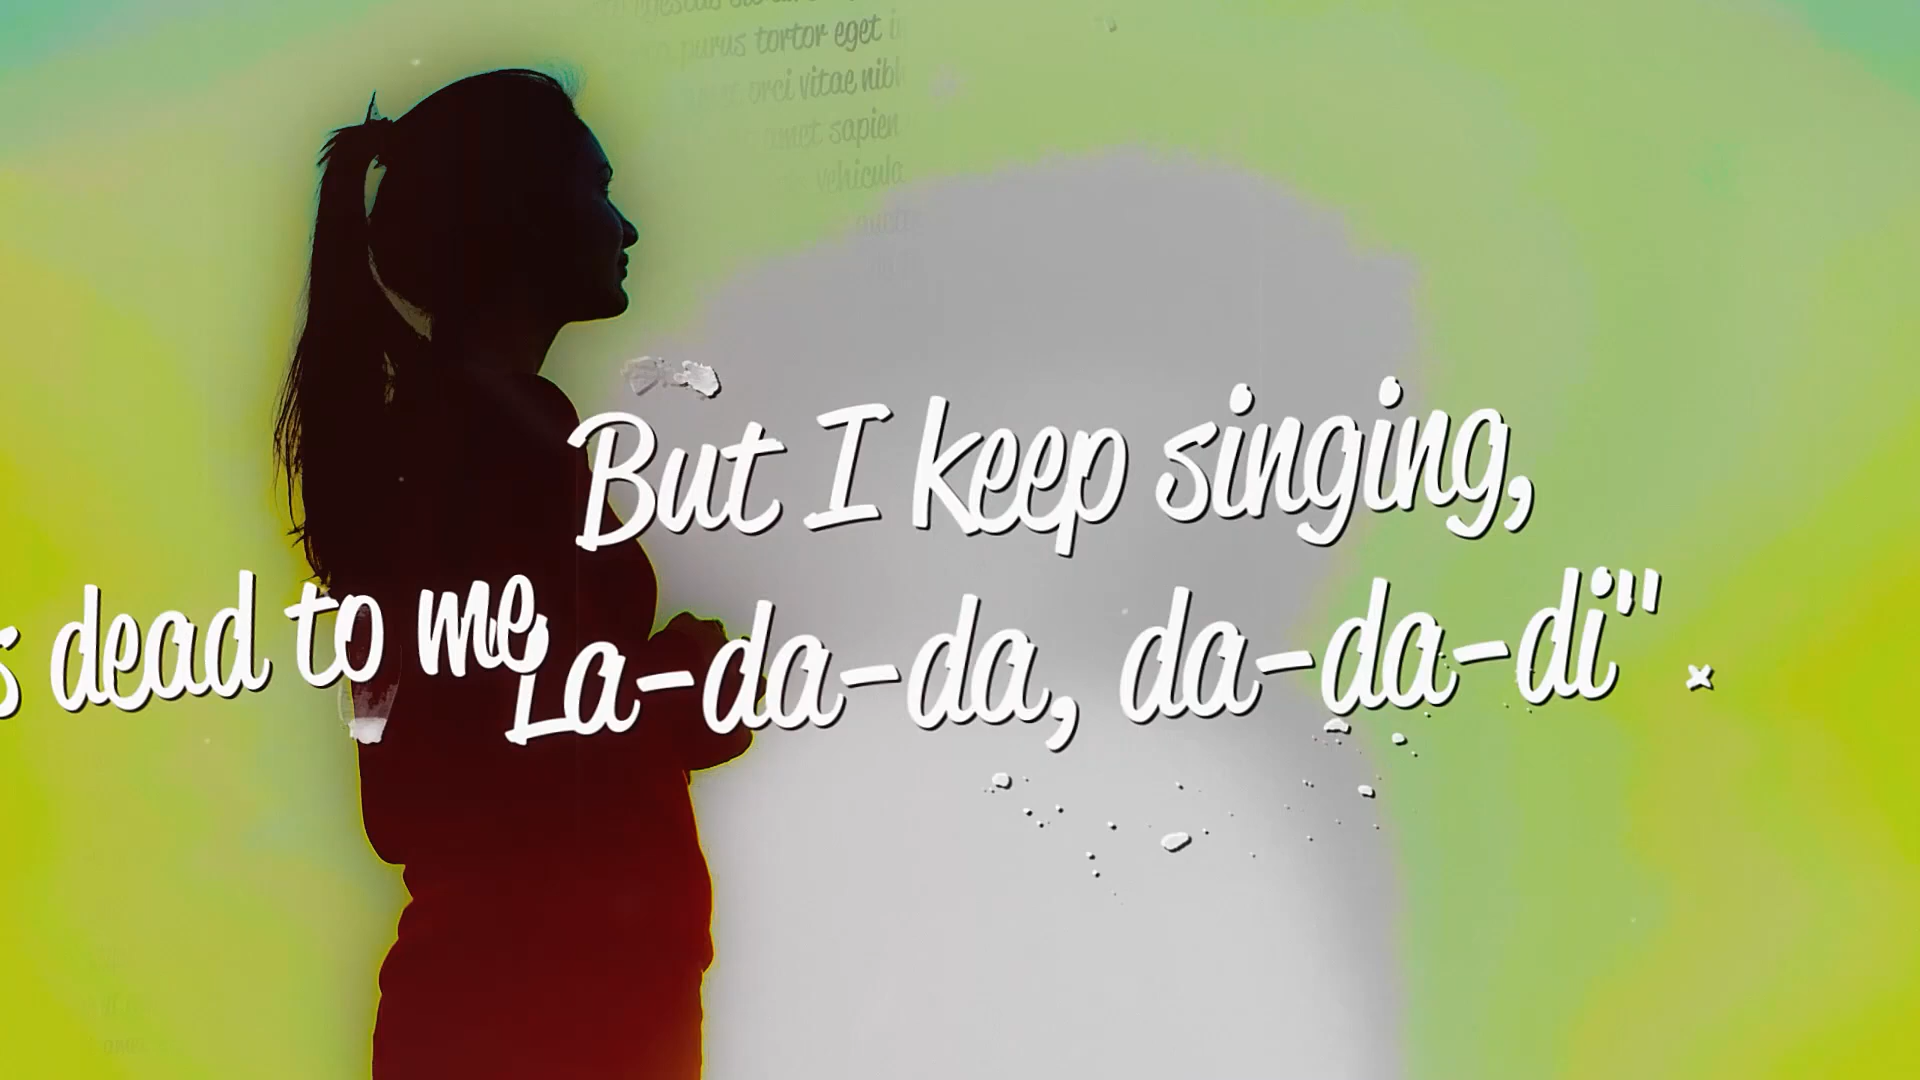 purus tortor eget
orci vitae nibh
amet sapien
vehicula
But I keep singing,
dead to me
La-da-da, da-da-di"